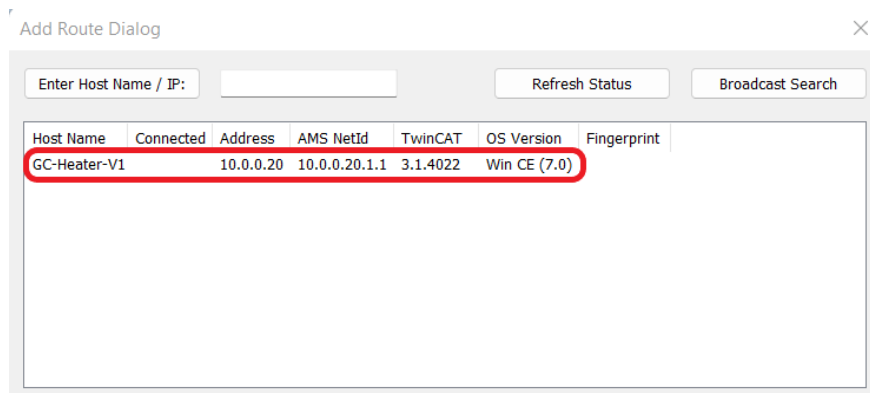 Add Route Dialog
Enter Host Name / IP: Refresh Status Broadcast Search
Host Name Connected Address AMS NetId TwinCAT OS Version Fingerprint
GC-Heater-V1 10.0.0.20 10.0.0.20.1.1 3.1.4022 Win CE (7.0)